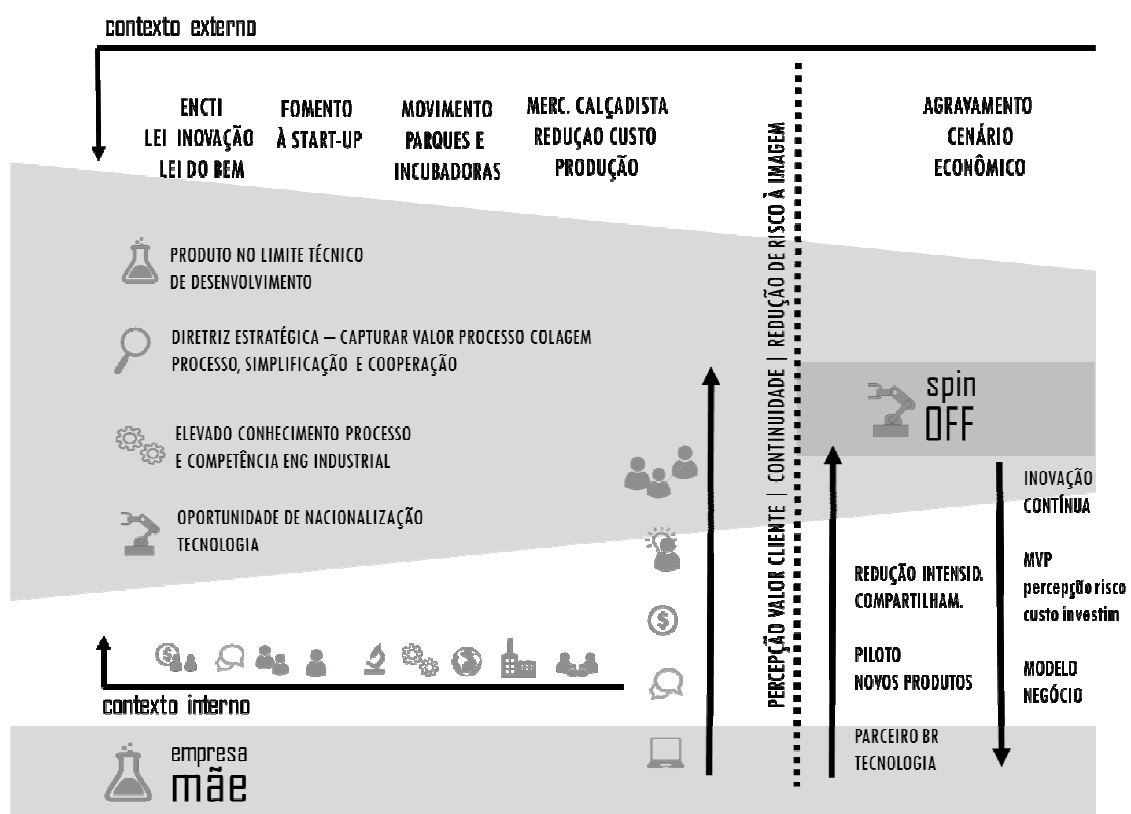 contexto externo
ENCTI
LEI INOVAÇÃO
LEI DO BEM
FOMENTO
À START-UP
MOVIMENTO
PARQUES E
INCUBADORAS
MERC. CALÇADISTA
REDUÇAO CUSTO
PRODUÇÃO
AGRAVAMENTO
CENÁRIO
ECONÔMICO
PRODUTO NO LIMITE TÉCNICO
DE DESENVOLVIMENTO
DIRETRIZ ESTRATÉGICA – CAPTURAR VALOR PROCESSO COLAGEM
PROCESSO, SIMPLIFICAÇÃO E COOPERAÇÃO
ELEVADO CONHECIMENTO PROCESSO
E COMPETÊNCIA ENG INDUSTRIAL
OPORTUNIDADE DE NACIONALIZAÇÃO
TECNOLOGIA
PERCEPÇÃO VALOR CLIENTE | CONTINUIDADE | REDUÇÃO DE RISCO À IMAGEM
spin
OFF
INOVAÇÃO
CONTÍNUA
REDUÇÃO INTENSID.
COMPARTILHAM.
MVP
percepção risco
custo investim
PILOTO
NOVOS PRODUTOS
MODELO
NEGÓCIO
PARCEIRO BR
TECNOLOGIA
contexto interno
empresa
mãe